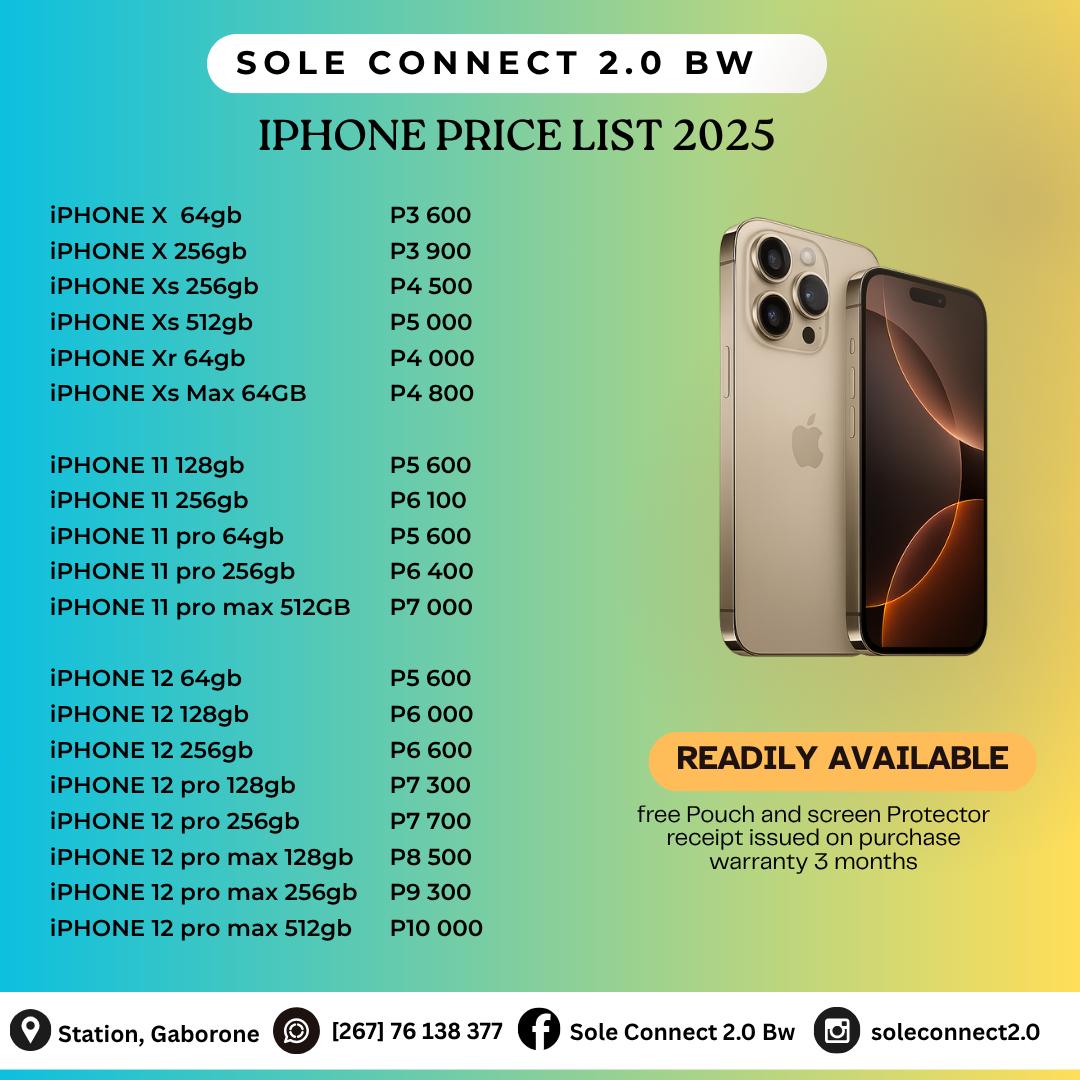 SOLE CONNECT 2.0 BW
IPHONE PRICE LIST 2025
iPHONE X 64gb P3 600
iPHONE X 256gb P3 900
iPHONE Xs 256gb P4 500
iPHONE Xs 512gb P5 000
iPHONE Xr 64gb P4 000
iPHONE Xs Max 64GB P4 800
iPHONE 11 128gb P5 600
iPHONE 11 256gb P6 100
iPHONE 11 pro 64gb P5 600
iPHONE 11 pro 256gb P6 400
iPHONE 11 pro max 512GB P7 000
iPHONE 12 64gb P5 600
iPHONE 12 128gb P6 000
iPHONE 12 256gb P6 600
iPHONE 12 pro 128gb P7 300
iPHONE 12 pro 256gb P7 700
iPHONE 12 pro max 128gb P8 500
iPHONE 12 pro max 256gb P9 300
iPHONE 12 pro max 512gb P10 000
READILY AVAILABLE
free Pouch and screen Protector
receipt issued on purchase
warranty 3 months
Station, Gaborone [267] 76 138 377 Sole Connect 2.0 Bw soleconnect2.0